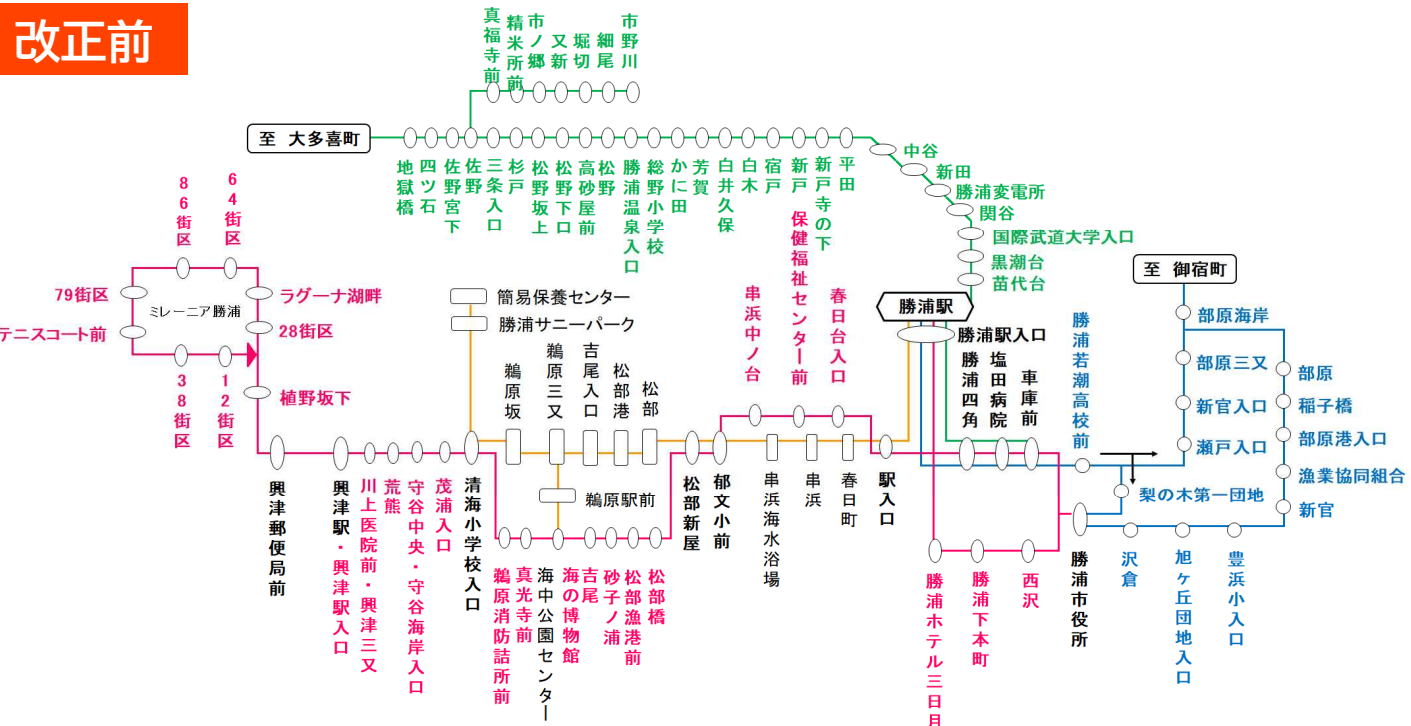 改正前
真福寺前
精米所前
市ノ郷
又新
堀切
細尾
市野川
至 大多喜町
地獄橋
四ツ石
佐野宮下
佐野
三条入口
杉戸
松野坂上
松野下口
高砂屋前
松野
勝浦温泉入口
総野小学校
かに田
芳賀
白井久保
白木
宿戸
新戸
新戸寺の下
平田
中谷
新田
勝浦変電所
関谷
国際武道大学入口
黒潮台
苗代台
86街区
64街区
79街区
ミレーニア勝浦
ラグーナ湖畔
テニスコート前
28街区
38街区
12街区
植野坂下
簡易保養センター
勝浦サニーパーク
鵜原坂
鵜原三又
吉尾入口
松部港
松部
串浜中ノ台
保健福祉センター前
春日台入口
勝浦駅
勝浦駅入口
勝浦四角
塩田病院
車庫前
勝浦若潮高校前
至 御宿町
部原海岸
部原三又
部原
新官入口
稲子橋
瀬戸入口
部原港入口
漁業協同組合
梨の木第一団地
新官
興津郵便局前
興津駅・興津駅入口
川上医院前・興津三又
荒熊
守谷中央・守谷海岸入口
茂浦入口
清海小学校入口
鵜原駅前
鵜原消防詰所前
真光寺前
海中公園センター
海の博物館
吉尾
砂子ノ浦
松部漁港前
松部橋
松部新屋
郁文小前
串浜海水浴場
串浜
春日町
駅入口
勝浦ホテル三日月
勝浦下本町
西沢
勝浦市役所
沢倉
旭ヶ丘団地入口
豊浜小入口